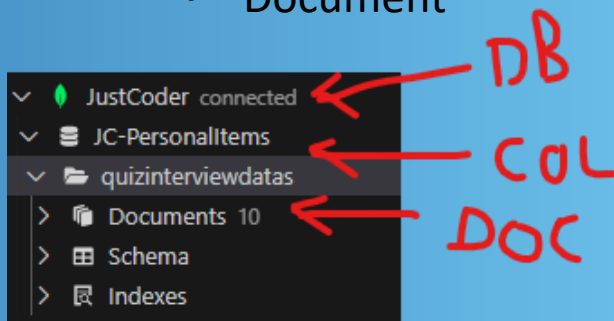 • Document
JustCoder connected
DB
JC-PersonalItems
COL
quizinterviewdatas
Documents 10
DOC
Schema
Indexes